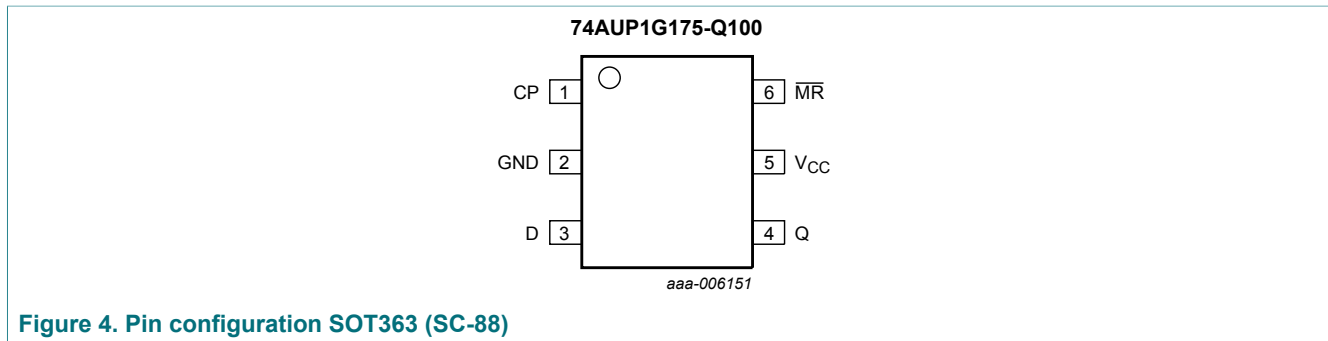 74AUP1G175-Q100
CP 1 6 M̅R̅
GND 2 5 VCC
D 3 4 Q
aaa-006151
Figure 4. Pin configuration SOT363 (SC-88)